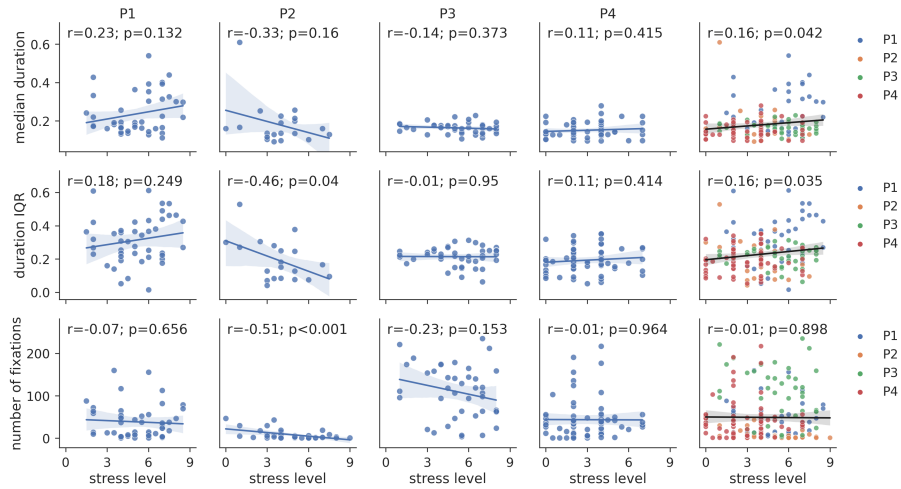 P1 P2 P3 P4
r=0.23; p=0.132 r=-0.33; p=0.16 r=-0.14; p=0.373 r=0.11; p=0.415 r=0.16; p=0.042
median duration
0.6
0.4
0.2
P1
P2
P3
P4
r=0.18; p=0.249 r=-0.46; p=0.04 r=-0.01; p=0.95 r=0.11; p=0.414 r=0.16; p=0.035
duration IQR
0.6
0.4
0.2
0.0
P1
P2
P3
P4
r=-0.07; p=0.656 r=-0.51; p<0.001 r=-0.23; p=0.153 r=-0.01; p=0.964 r=-0.01; p=0.898
number of fixations
200
100
0
P1
P2
P3
P4
0 3 6 9 0 3 6 9 0 3 6 9 0 3 6 9 0 3 6 9
stress level stress level stress level stress level stress level